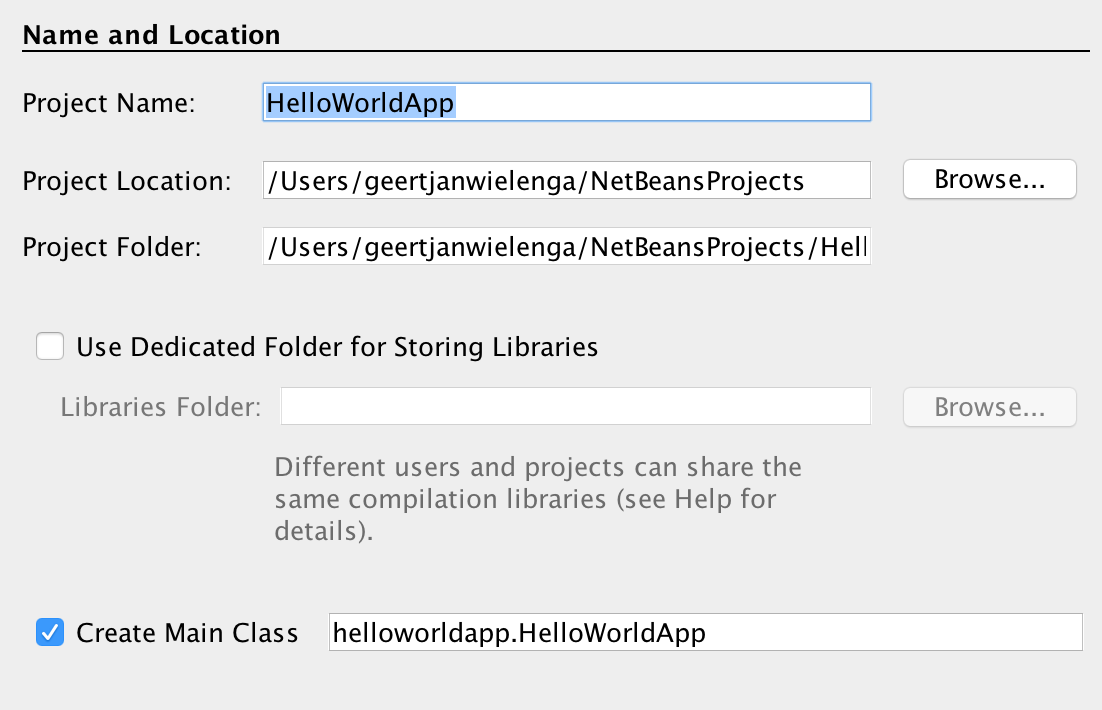 Name and Location
Project Name: HelloWorldApp
Project Location: /Users/geertjanwielenga/NetBeansProjects Browse...
Project Folder: /Users/geertjanwielenga/NetBeansProjects/Hell
Use Dedicated Folder for Storing Libraries
Libraries Folder: Browse...
Different users and projects can share the
same compilation libraries (see Help for
details).
Create Main Class helloworldapp.HelloWorldApp